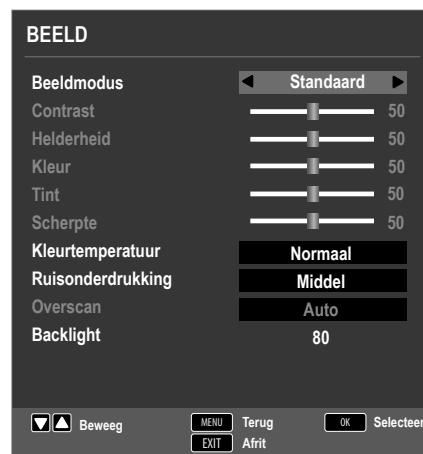 BEELD
Beeldmodus Standaard
Contrast 50
Helderheid 50
Kleur 50
Tint 50
Scherpte 50
Kleurtemperatuur Normaal
Ruisonderdrukking Middel
Overscan Auto
Backlight 80
Beweeg MENU Terug OK Selecteer
EXIT Afrit